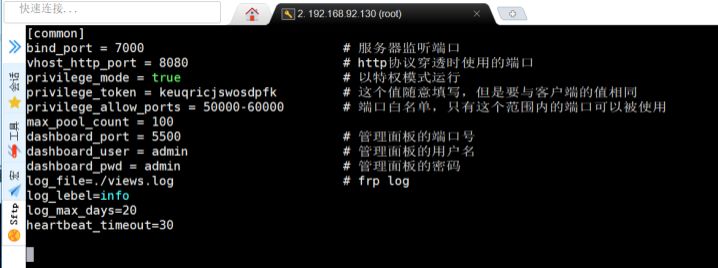 快速连接...
2. 192.168.92.130 (root)
会话
工具
宏
Sftp
[common]
bind_port = 7000 # 服务器监听端口
vhost_http_port = 8080 # http协议穿透时使用的端口
privilege_mode = true # 以特权模式运行
privilege_token = keuqricjswosdpfk # 这个值随意填写，但是要与客户端的值相同
privilege_allow_ports = 50000-60000 # 端口白名单，只有这个范围内的端口可以被使用
max_pool_count = 100
dashboard_port = 5500 # 管理面板的端口号
dashboard_user = admin # 管理面板的用户名
dashboard_pwd = admin # 管理面板的密码
log_file=./views.log # frp log
log_lebel=info
log_max_days=20
heartbeat_timeout=30